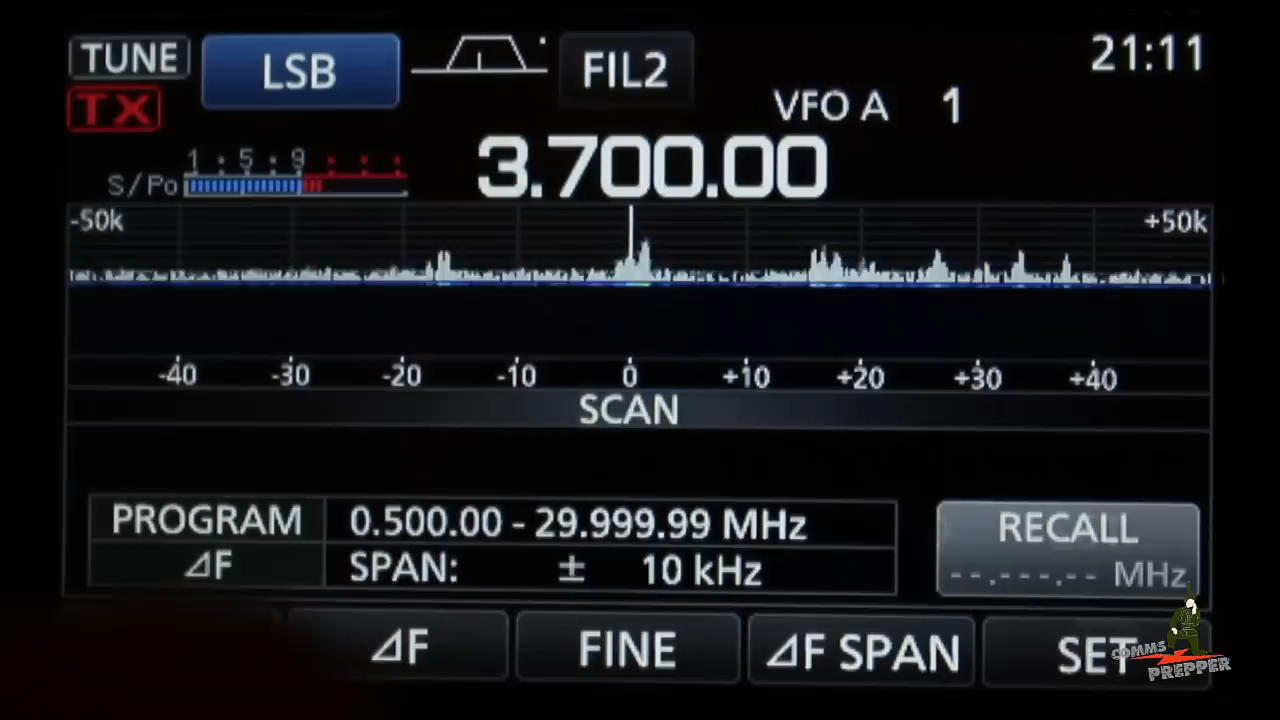 TUNE LSB FIL2 21:11
TX
VFO A 1
1 · 5 · 9
3.700.00
S/Po
-50k +50k
-40 -30 -20 -10 0 +10 +20 +30 +40
SCAN
PROGRAM 0.500.00 - 29.999.99 MHz
RECALL
⊿F SPAN: ± 10 kHz
--.---.-- MHz
⊿F FINE ⊿F SPAN SET
COMMS
PREPPER